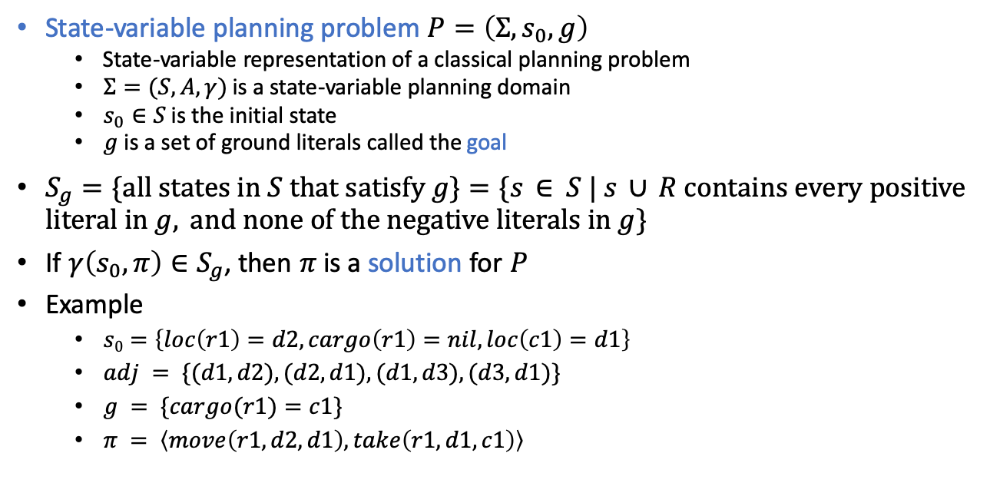 • State-variable planning problem P = (Σ, s₀, g)
• State-variable representation of a classical planning problem
• Σ = (S, A, γ) is a state-variable planning domain
• s₀ ∈ S is the initial state
• g is a set of ground literals called the goal
• S_g = {all states in S that satisfy g} = {s ∈ S | s ∪ R contains every positive
literal in g, and none of the negative literals in g}
• If γ(s₀, π) ∈ S_g, then π is a solution for P
• Example
• s₀ = {loc(r1) = d2, cargo(r1) = nil, loc(c1) = d1}
• adj = {(d1, d2), (d2, d1), (d1, d3), (d3, d1)}
• g = {cargo(r1) = c1}
• π = ⟨move(r1, d2, d1), take(r1, d1, c1)⟩